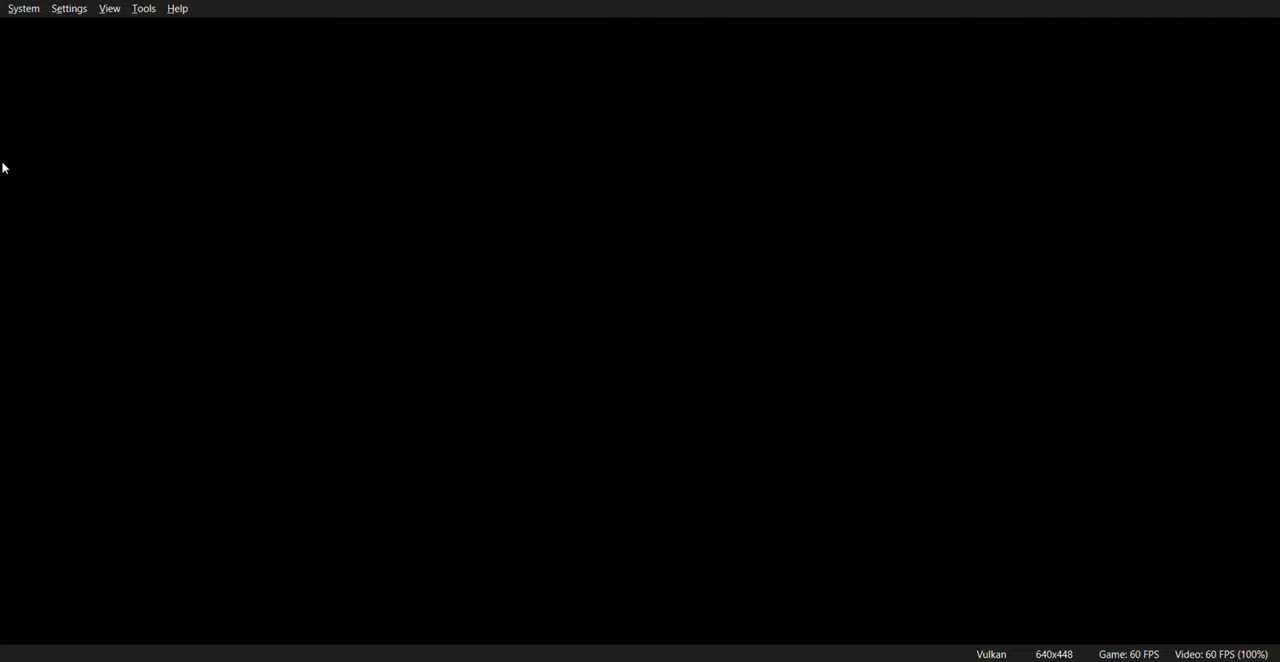 System Settings View Tools Help
Vulkan 640x448 Game: 60 FPS Video: 60 FPS (100%)